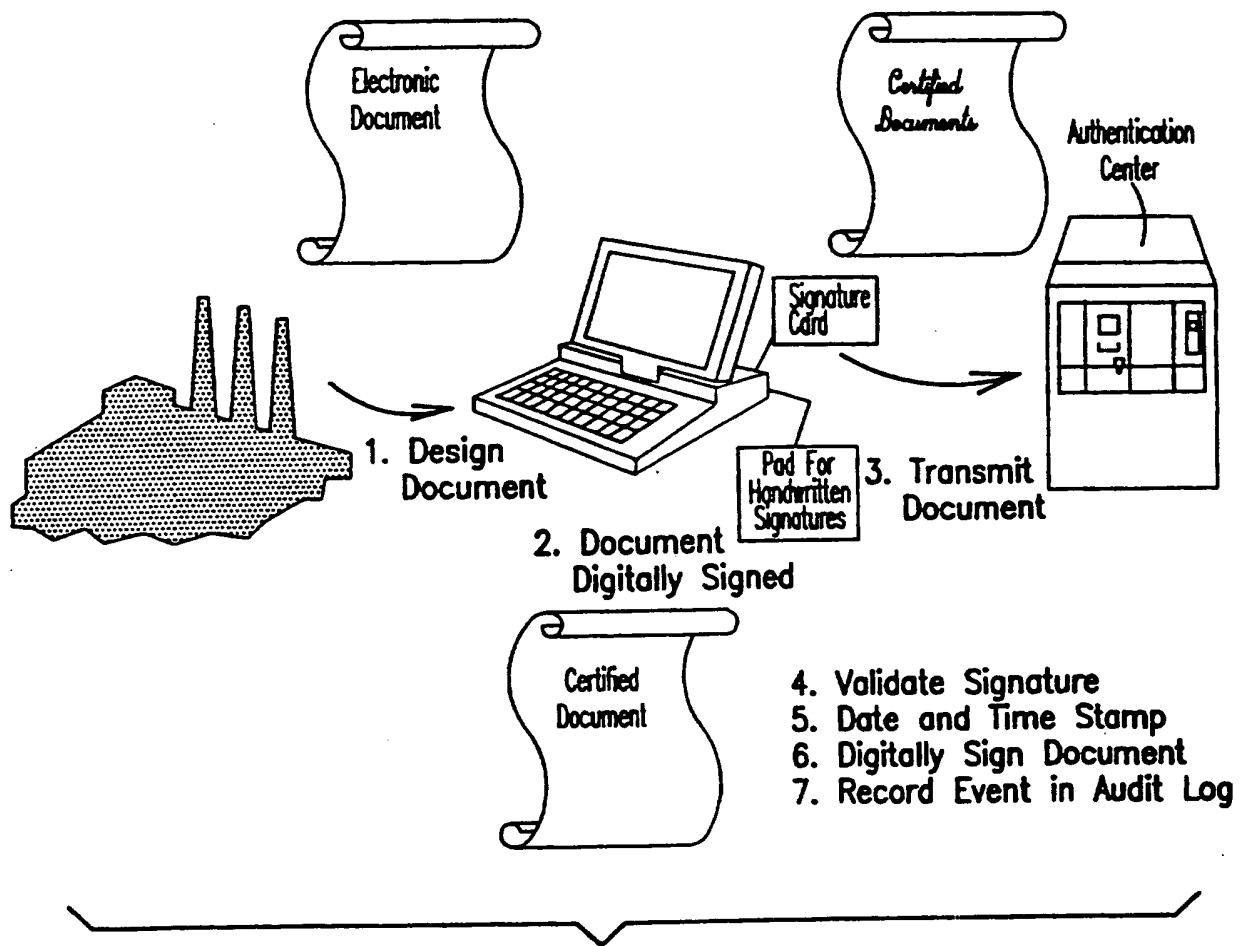 Electronic
Document
Certified
Documents
Authentication
Center
Signature
Card
1. Design
Document
Pad For
Handwritten
Signatures
3. Transmit
Document
2. Document
Digitally Signed
Certified
Document
4. Validate Signature
5. Date and Time Stamp
6. Digitally Sign Document
7. Record Event in Audit Log